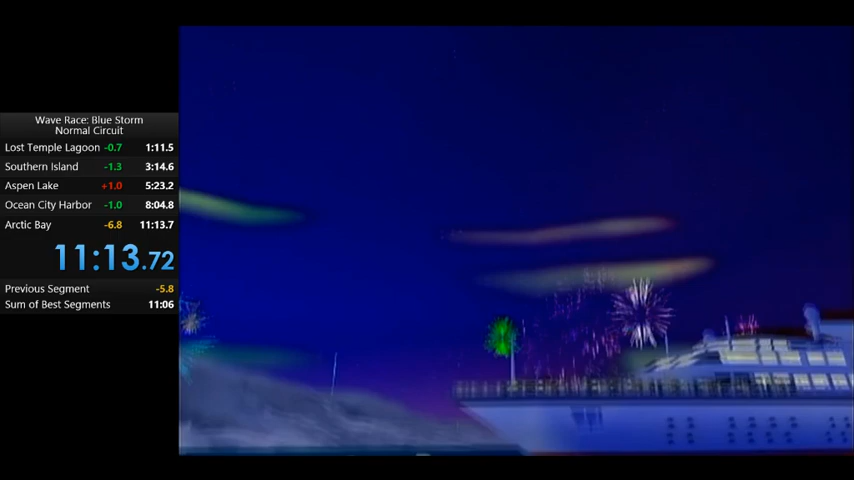 Wave Race: Blue Storm
Normal Circuit
Lost Temple Lagoon -0.7 1:11.5
Southern Island -1.3 3:14.6
Aspen Lake +1.0 5:23.2
Ocean City Harbor -1.0 8:04.8
Arctic Bay -6.8 11:13.7
11:13.72
Previous Segment -5.8
Sum of Best Segments 11:06